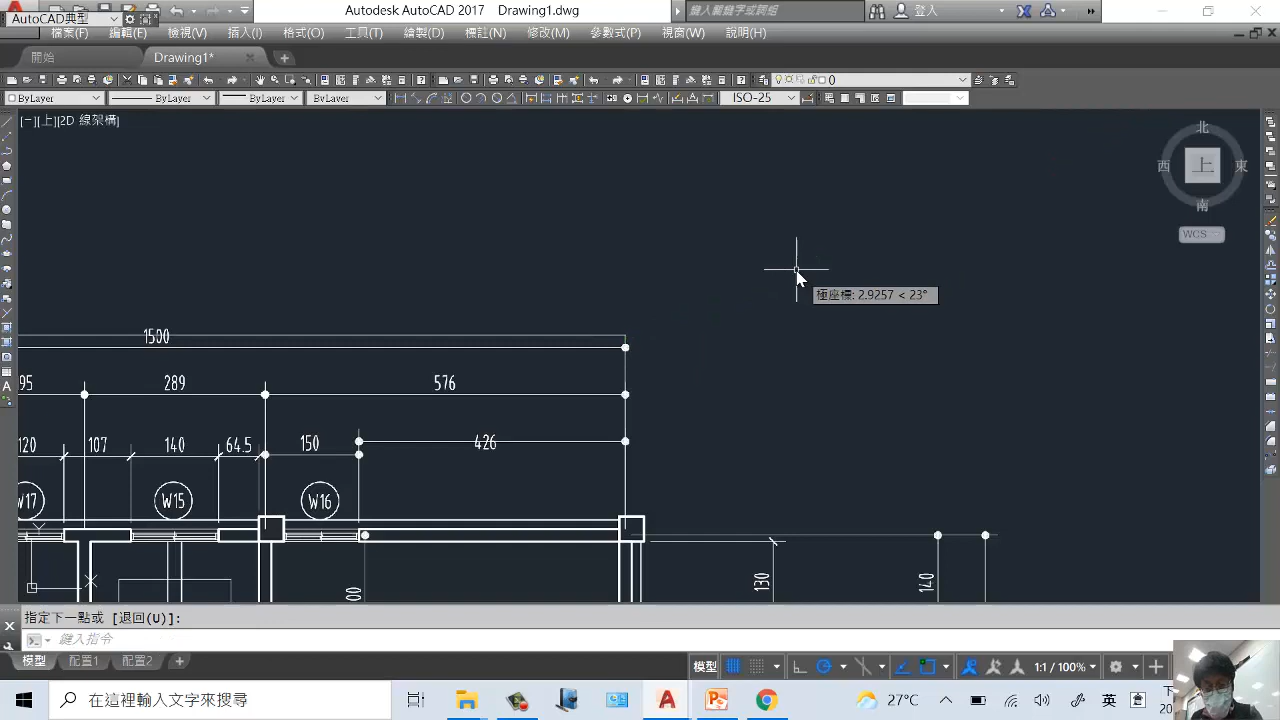 AutoCAD典型
Autodesk AutoCAD 2017 Drawing1.dwg
鍵入關鍵字或詞組
登入
檔案(F) 編輯(E) 檢視(V) 插入(I) 格式(O) 工具(T) 繪製(D) 標註(N) 修改(M) 參數式(P) 視窗(W) 說明(H)
開始 Drawing1*
0
ByLayer ByLayer ByLayer ByLayer ISO-25
[−][上][2D 線架構]
北
西 上 東
南
WCS
極座標: 2.9257 < 23°
1500
95 289 576
120 107 140 64.5 150 426
W17 W15 W16
00 130 140
指定下一點或 [退回(U)]:
鍵入指令
模型 配置1 配置2
模型 1:1 / 100%
在這裡輸入文字來搜尋
27°C 英 下